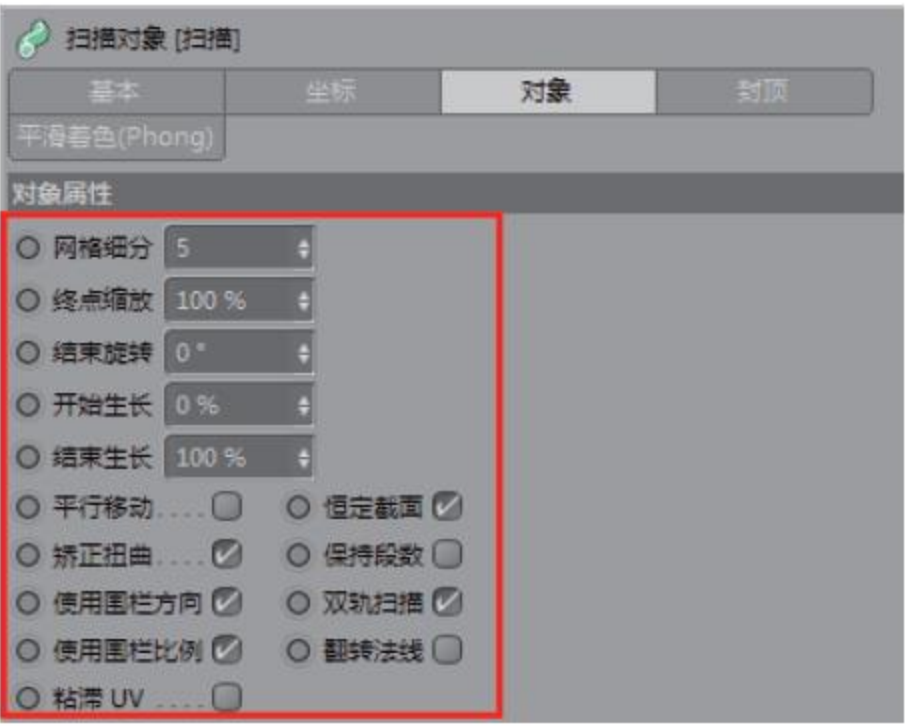 扫描对象 [扫描]
基本 坐标 对象 封顶
平滑着色(Phong)
对象属性
网格细分 5
终点缩放 100 %
结束旋转 0 °
开始生长 0 %
结束生长 100 %
平行移动 . . . . 恒定截面
矫正扭曲 . . . . 保持段数
使用围栏方向 双轨扫描
使用围栏比例 翻转法线
粘滞 UV . . . .